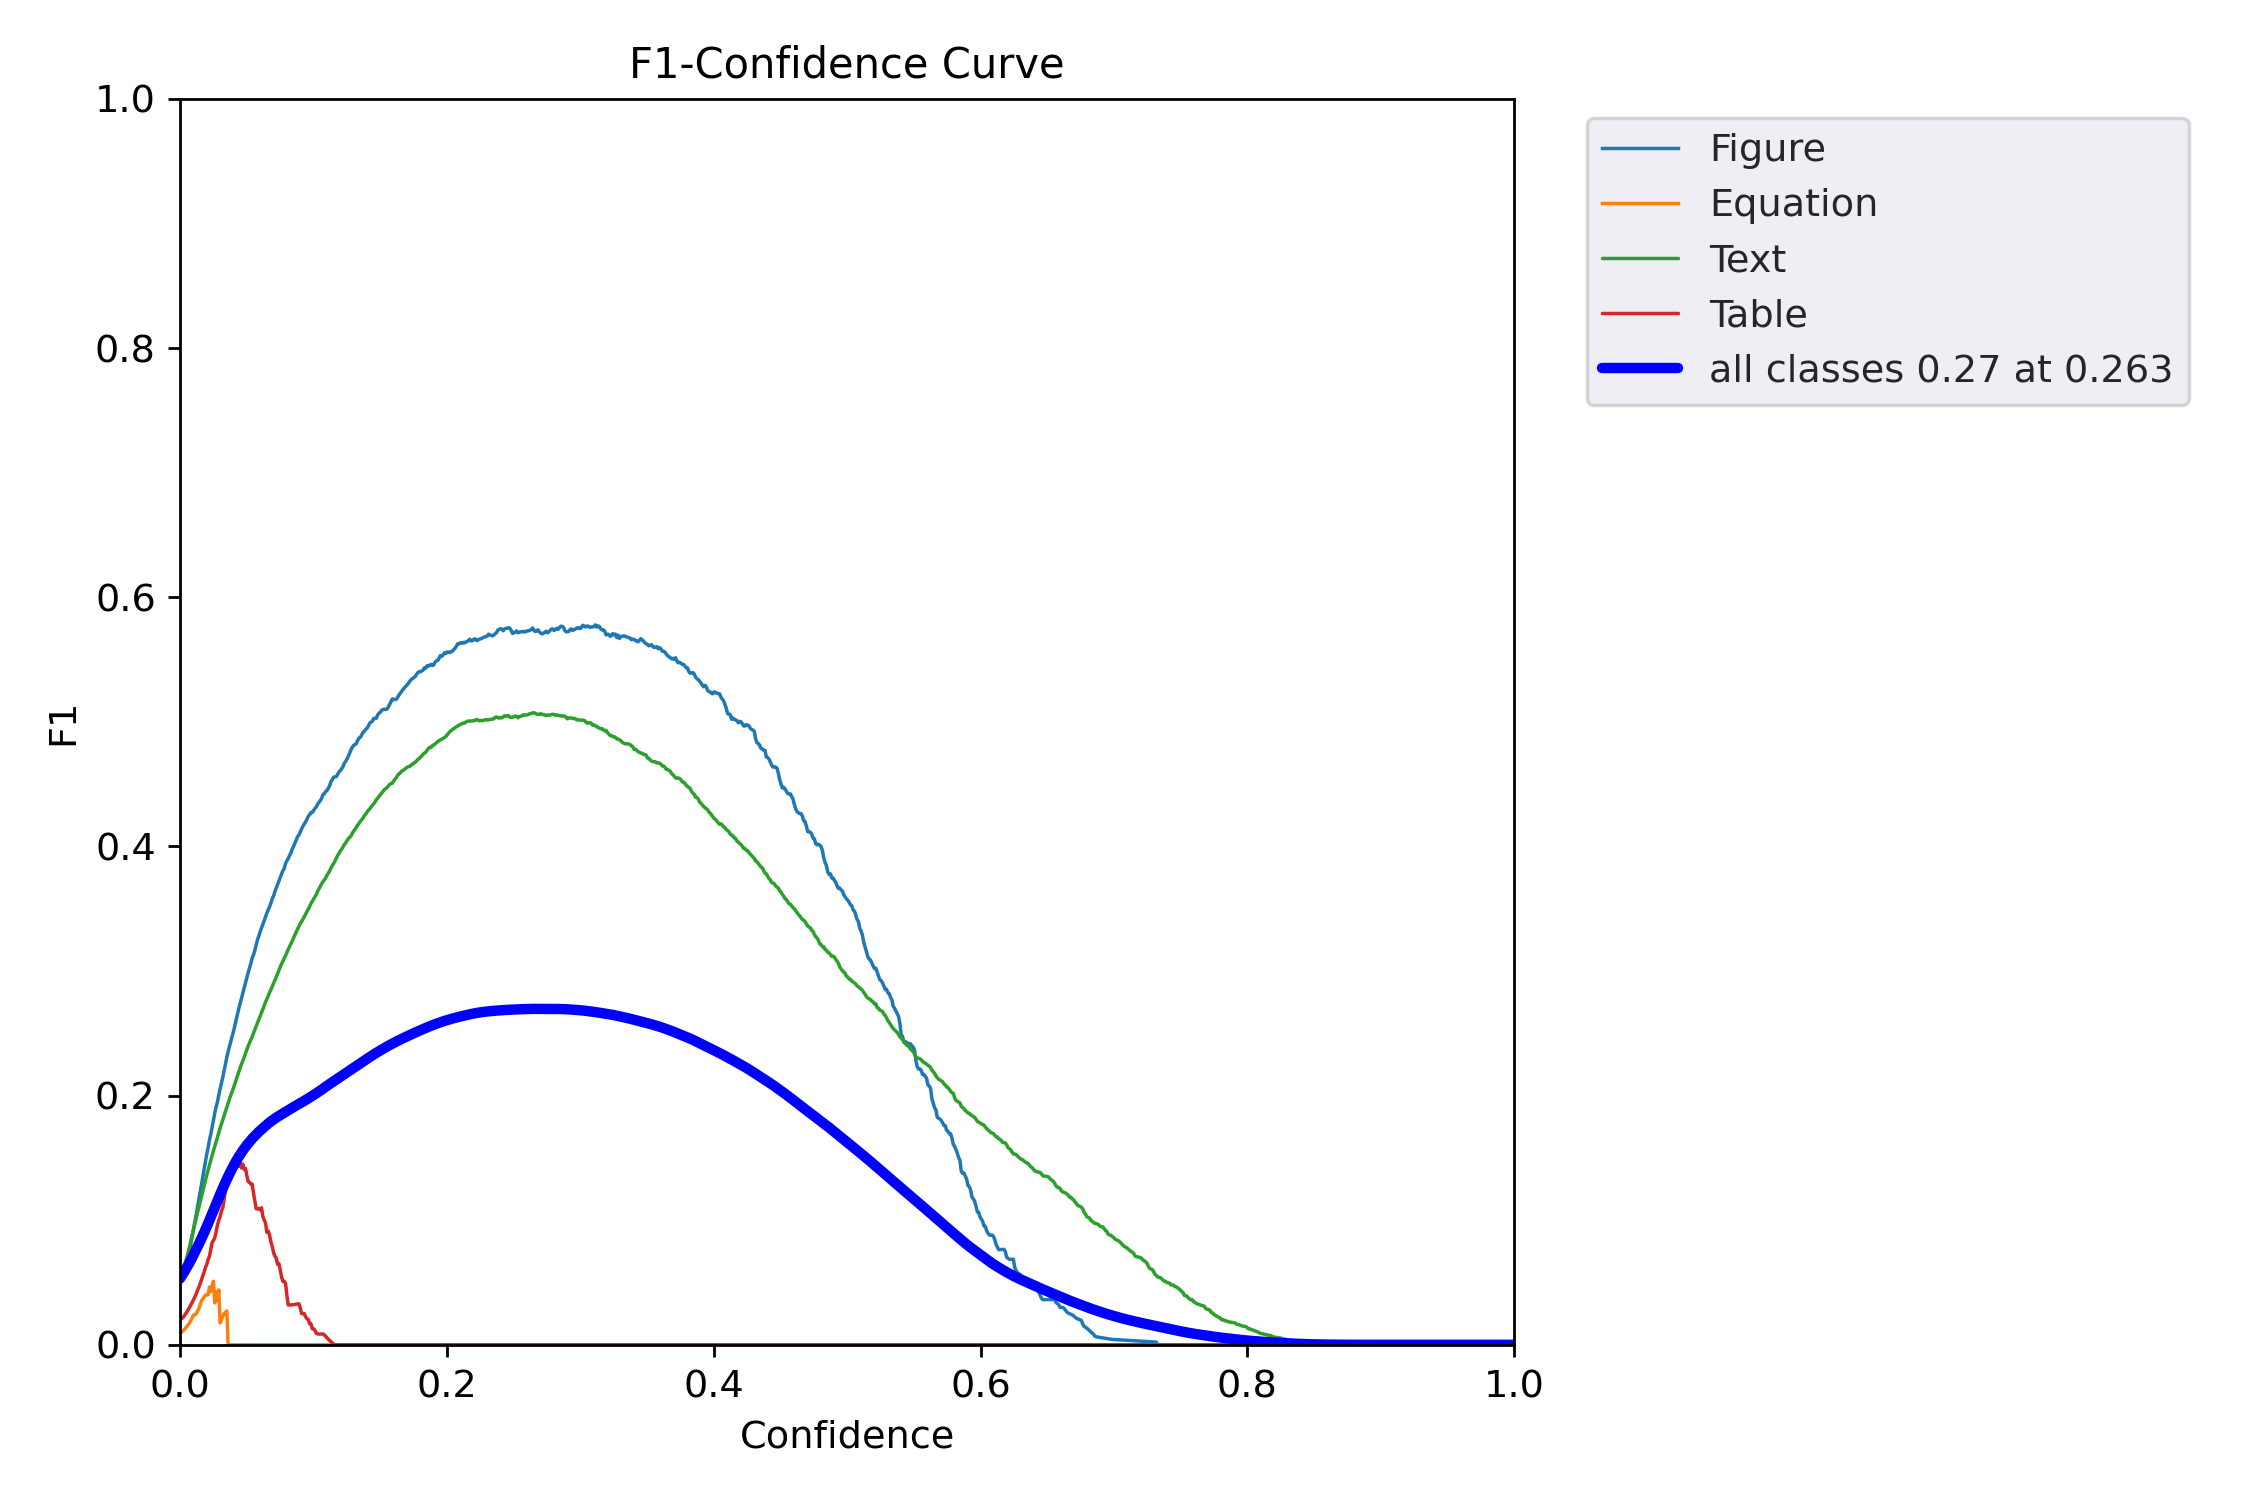 F1-Confidence Curve
1.0
0.8
0.6
0.4
0.2
0.0
F1
0.0 0.2 0.4 0.6 0.8 1.0
Confidence
Figure
Equation
Text
Table
all classes 0.27 at 0.263